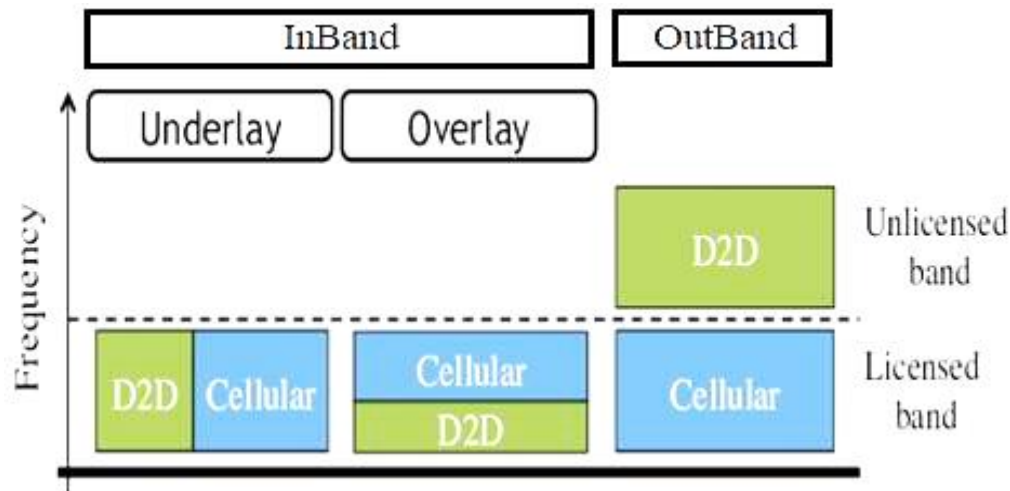 InBand
OutBand
Underlay
Overlay
Frequency
D2D
Unlicensed
band
D2D
Cellular
Cellular
D2D
Cellular
Licensed
band